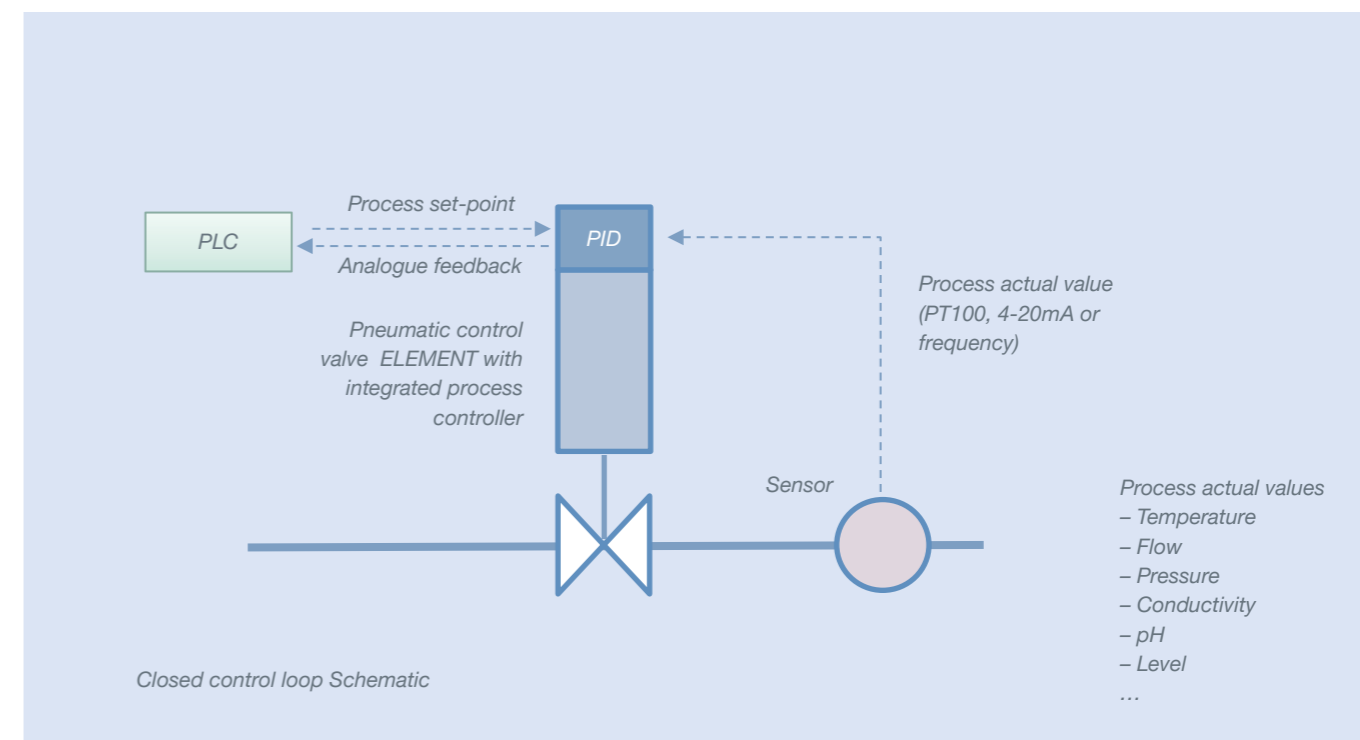 Process set-point
PLC
PID
Analogue feedback
Process actual value
(PT100, 4-20mA or
frequency)
Pneumatic control
valve ELEMENT with
integrated process
controller
Sensor
Process actual values
– Temperature
– Flow
– Pressure
– Conductivity
– pH
– Level
…
Closed control loop Schematic